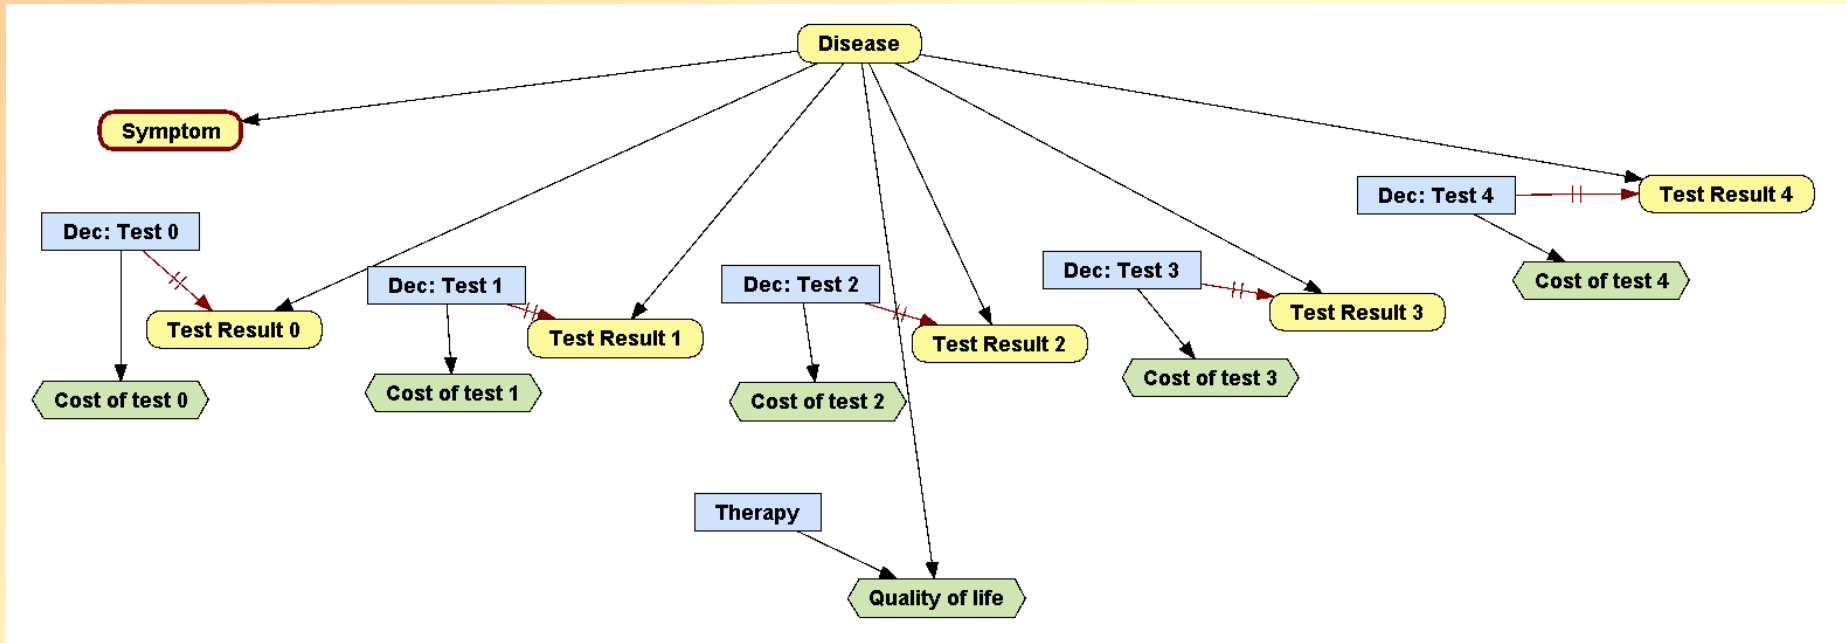 Disease
Symptom
Dec: Test 4
Test Result 4
Dec: Test 0
Dec: Test 3
Cost of test 4
Dec: Test 1
Dec: Test 2
Test Result 3
Test Result 0
Test Result 1
Test Result 2
Cost of test 3
Cost of test 0
Cost of test 1
Cost of test 2
Therapy
Quality of life